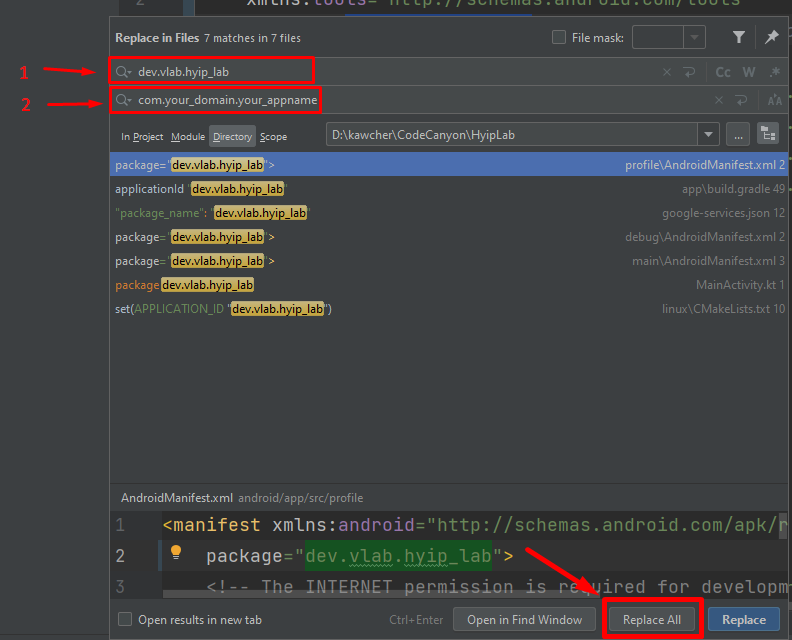 2 xmlns:tools="http://schemas.android.com/tools"
Replace in Files 7 matches in 7 files File mask:
1 dev.vlab.hyip_lab Cc W .*
2 com.your_domain.your_appname
In Project Module Directory Scope D:\kawcher\CodeCanyon\HyipLab ...
package="dev.vlab.hyip_lab"> profile\AndroidManifest.xml 2
applicationId "dev.vlab.hyip_lab" app\build.gradle 49
"package_name": "dev.vlab.hyip_lab" google-services.json 12
package="dev.vlab.hyip_lab"> debug\AndroidManifest.xml 2
package="dev.vlab.hyip_lab"> main\AndroidManifest.xml 3
package dev.vlab.hyip_lab MainActivity.kt 1
set(APPLICATION_ID "dev.vlab.hyip_lab") linux\CMakeLists.txt 10
AndroidManifest.xml android/app/src/profile
1 <manifest xmlns:android="http://schemas.android.com/apk/r
2 package="dev.vlab.hyip_lab">
3 <!-- The INTERNET permission is required for developm
Open results in new tab Ctrl+Enter Open in Find Window Replace All Replace